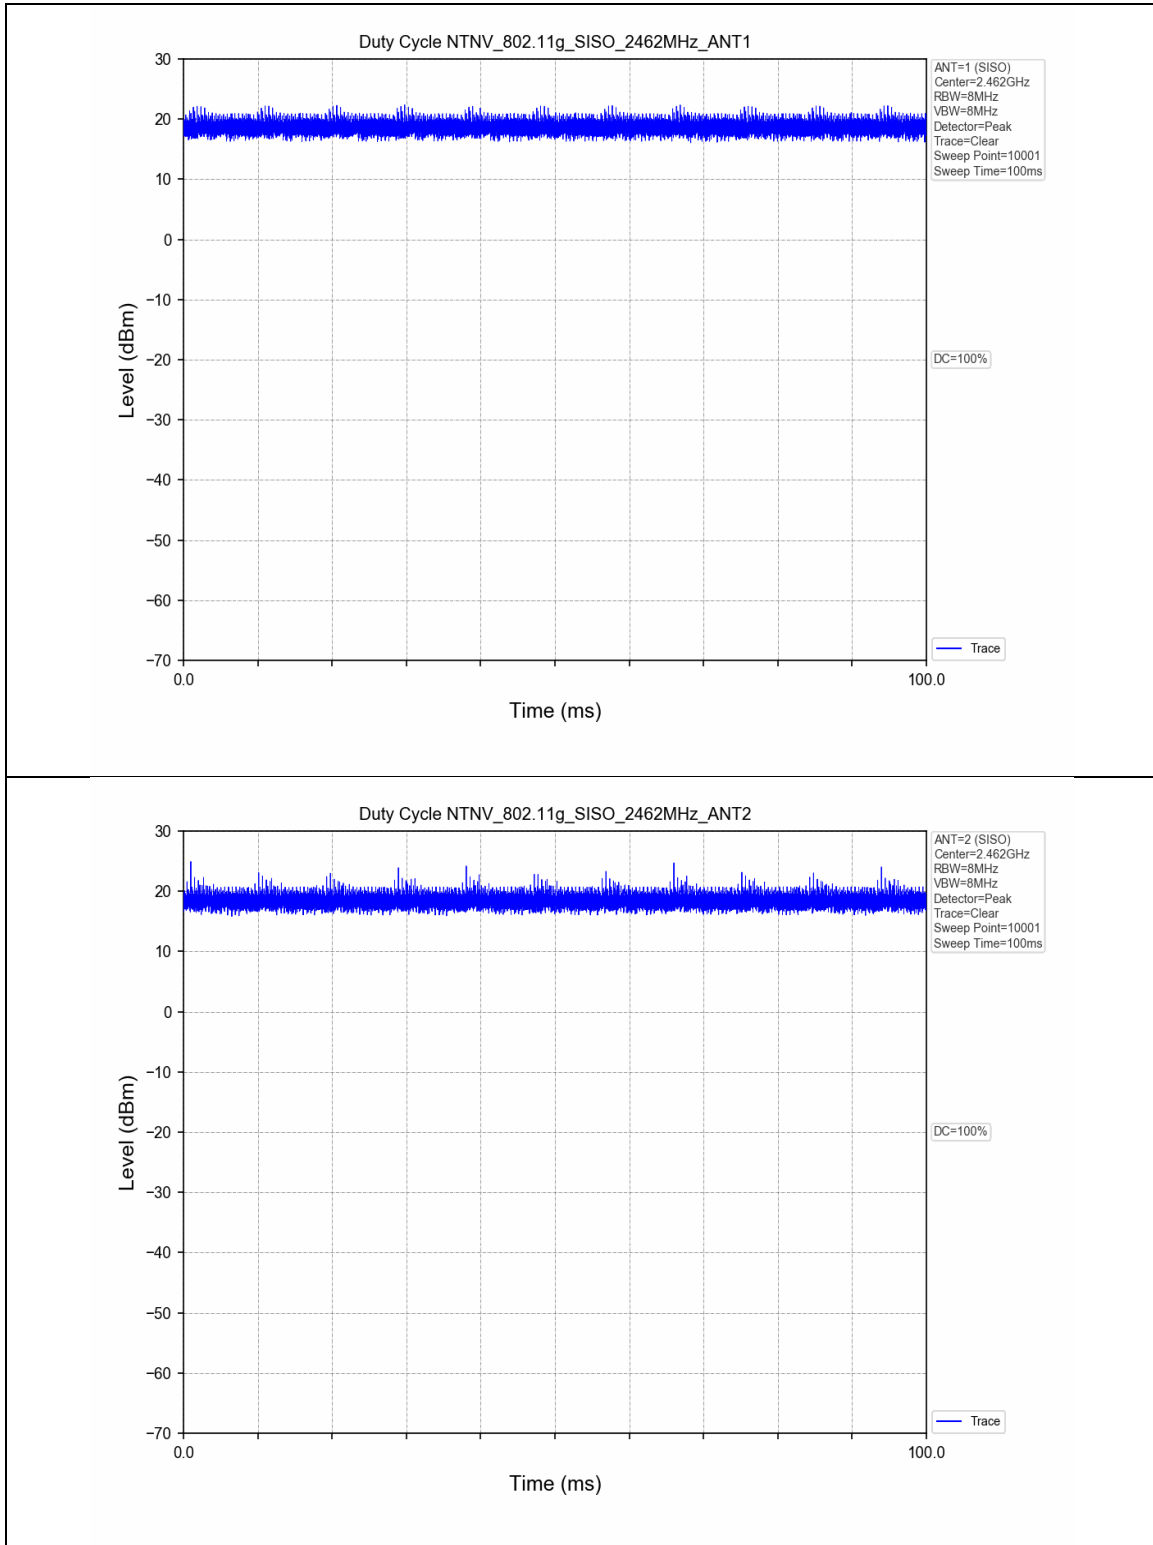 Duty Cycle NTNV_802.11g_SISO_2462MHz_ANT1
30
20
10
0
−10
−20
−30
−40
−50
−60
−70
Level (dBm)
0.0
100.0
Time (ms)
ANT=1 (SISO)
Center=2.462GHz
RBW=8MHz
VBW=8MHz
Detector=Peak
Trace=Clear
Sweep Point=10001
Sweep Time=100ms
DC=100%
Trace
Duty Cycle NTNV_802.11g_SISO_2462MHz_ANT2
30
20
10
0
−10
−20
−30
−40
−50
−60
−70
Level (dBm)
0.0
100.0
Time (ms)
ANT=2 (SISO)
Center=2.462GHz
RBW=8MHz
VBW=8MHz
Detector=Peak
Trace=Clear
Sweep Point=10001
Sweep Time=100ms
DC=100%
Trace